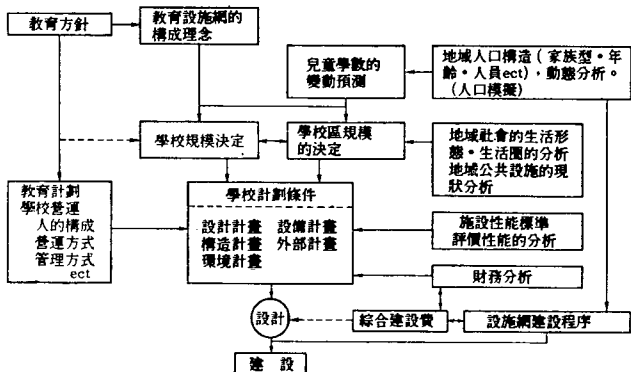 教育方針
教育設施網的
構成理念
兒童學數的
變動預測
地域人口構造(家族型•年
齡•人員ect),動態分析。
(人口模擬)
學校規模決定
學校區規模
的決定
地域社會的生活形
態•生活圈的分析
地域公共設施的現
狀分析
教育計劃
學校營運
人的構成
營運方式
管理方式
ect
學校計劃條件
設計計畫 設備計畫
構造計畫 外部計畫
環境計畫
施設性能標準
評價性能的分析
財務分析
設計
綜合建設費
設施網建設程序
建 設